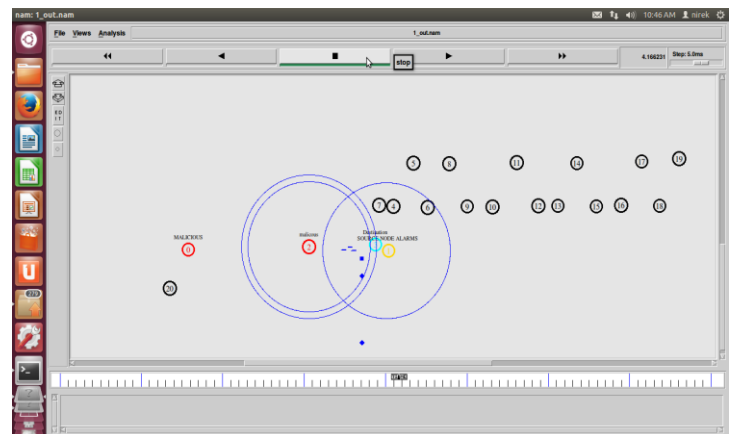 nam: 1_out.nam
10:46 AM nirek
File Views Analysis
1_out.nam
4.166231
Step: 5.0ms
stop
5 8 11 14 17 19
7 4 6 9 10 12 13 15 16 18
Destination
MALICIOUS
malicious
SOURCE NODE ALARMS
0
2
20